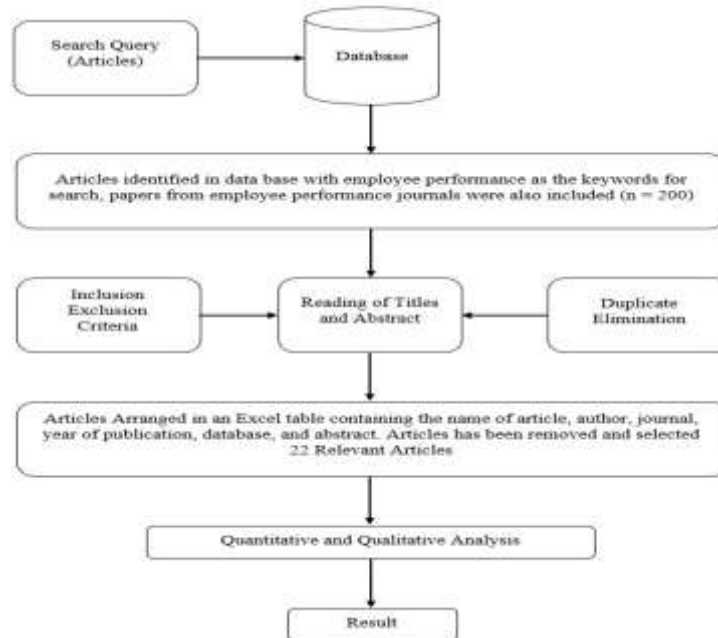 Search Query
(Articles)
Database
Articles identified in data base with employee performance as the keywords for
search, papers from employee performance journals were also included (n = 200)
Inclusion
Exclusion
Criteria
Reading of Titles
and Abstract
Duplicate
Elimination
Articles Arranged in an Excel table containing the name of article, author, journal,
year of publication, database, and abstract. Articles has been removed and selected
22 Relevant Articles
Quantitative and Qualitative Analysis
Result